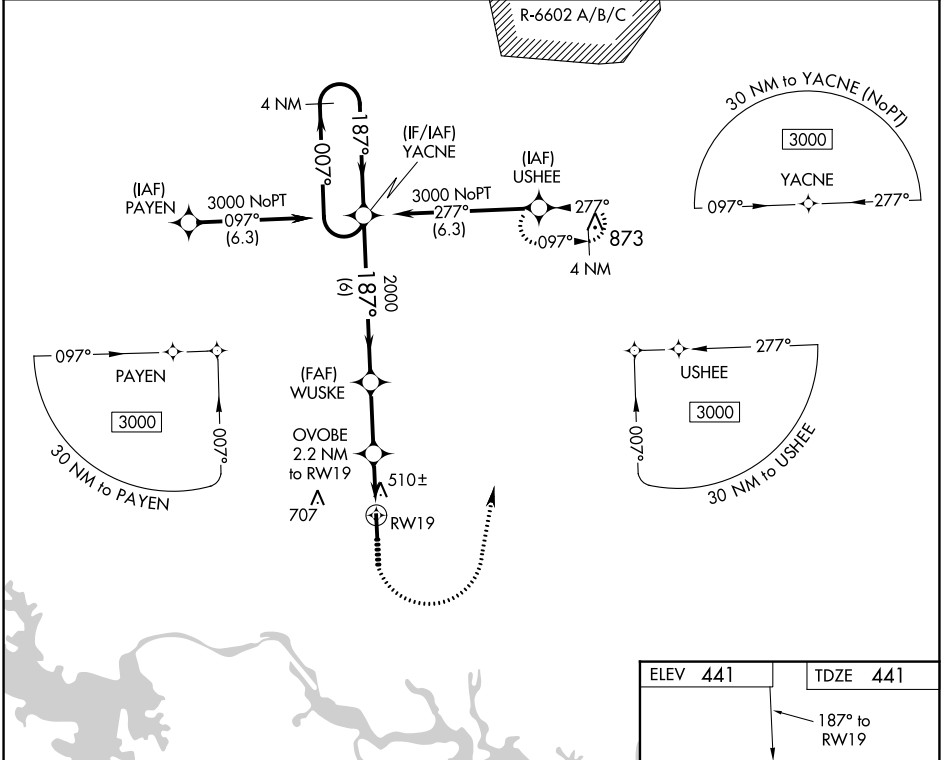 R-6602 A/B/C
30 NM to YACNE (NoPT)
3000
YACNE
097°
277°
4 NM
187°
007°
(IF/IAF)
YACNE
(IAF)
USHEE
(IAF)
PAYEN
3000 NoPT
097°
(6.3)
3000 NoPT
277°
(6.3)
277°
097°
873
4 NM
2000
187°
(6)
097°
PAYEN
3000
007°
30 NM to PAYEN
277°
USHEE
3000
007°
30 NM to USHEE
(FAF)
WUSKE
OVOBE
2.2 NM
to RW19
510±
707
RW19
ELEV 441
TDZE 441
187° to
RW19